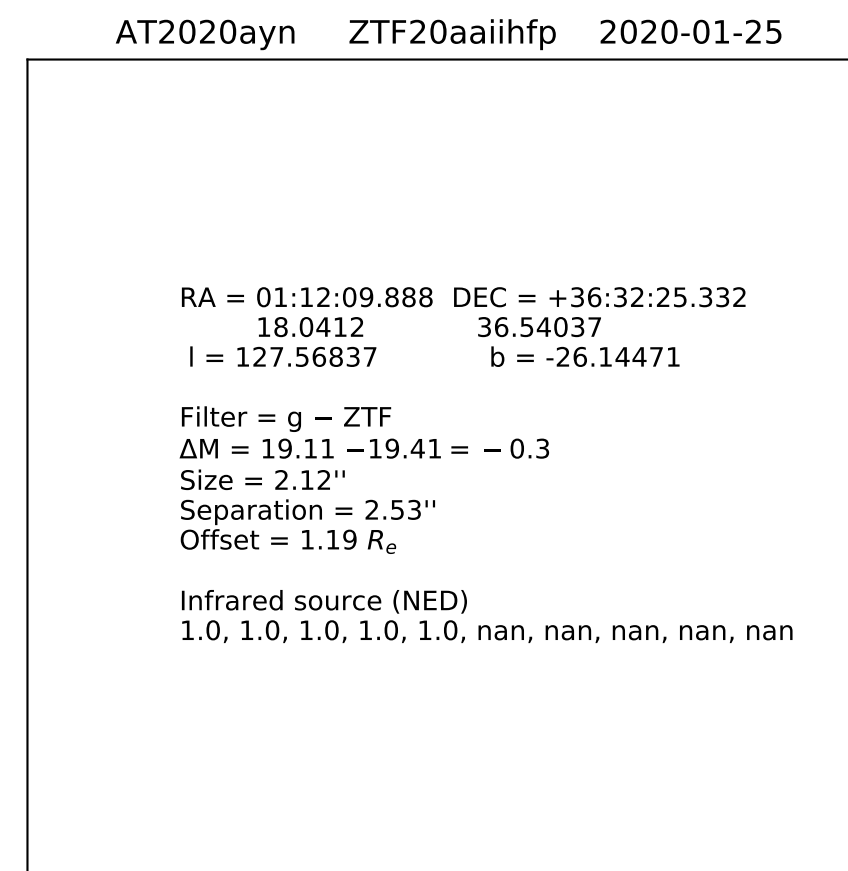 AT2020ayn ZTF20aaiihfp 2020-01-25
RA = 01:12:09.888 DEC = +36:32:25.332
18.0412 36.54037
l = 127.56837 b = -26.14471
Filter = g − ZTF
ΔM = 19.11 −19.41 = − 0.3
Size = 2.12''
Separation = 2.53''
Offset = 1.19 Rₑ
Infrared source (NED)
1.0, 1.0, 1.0, 1.0, 1.0, nan, nan, nan, nan, nan